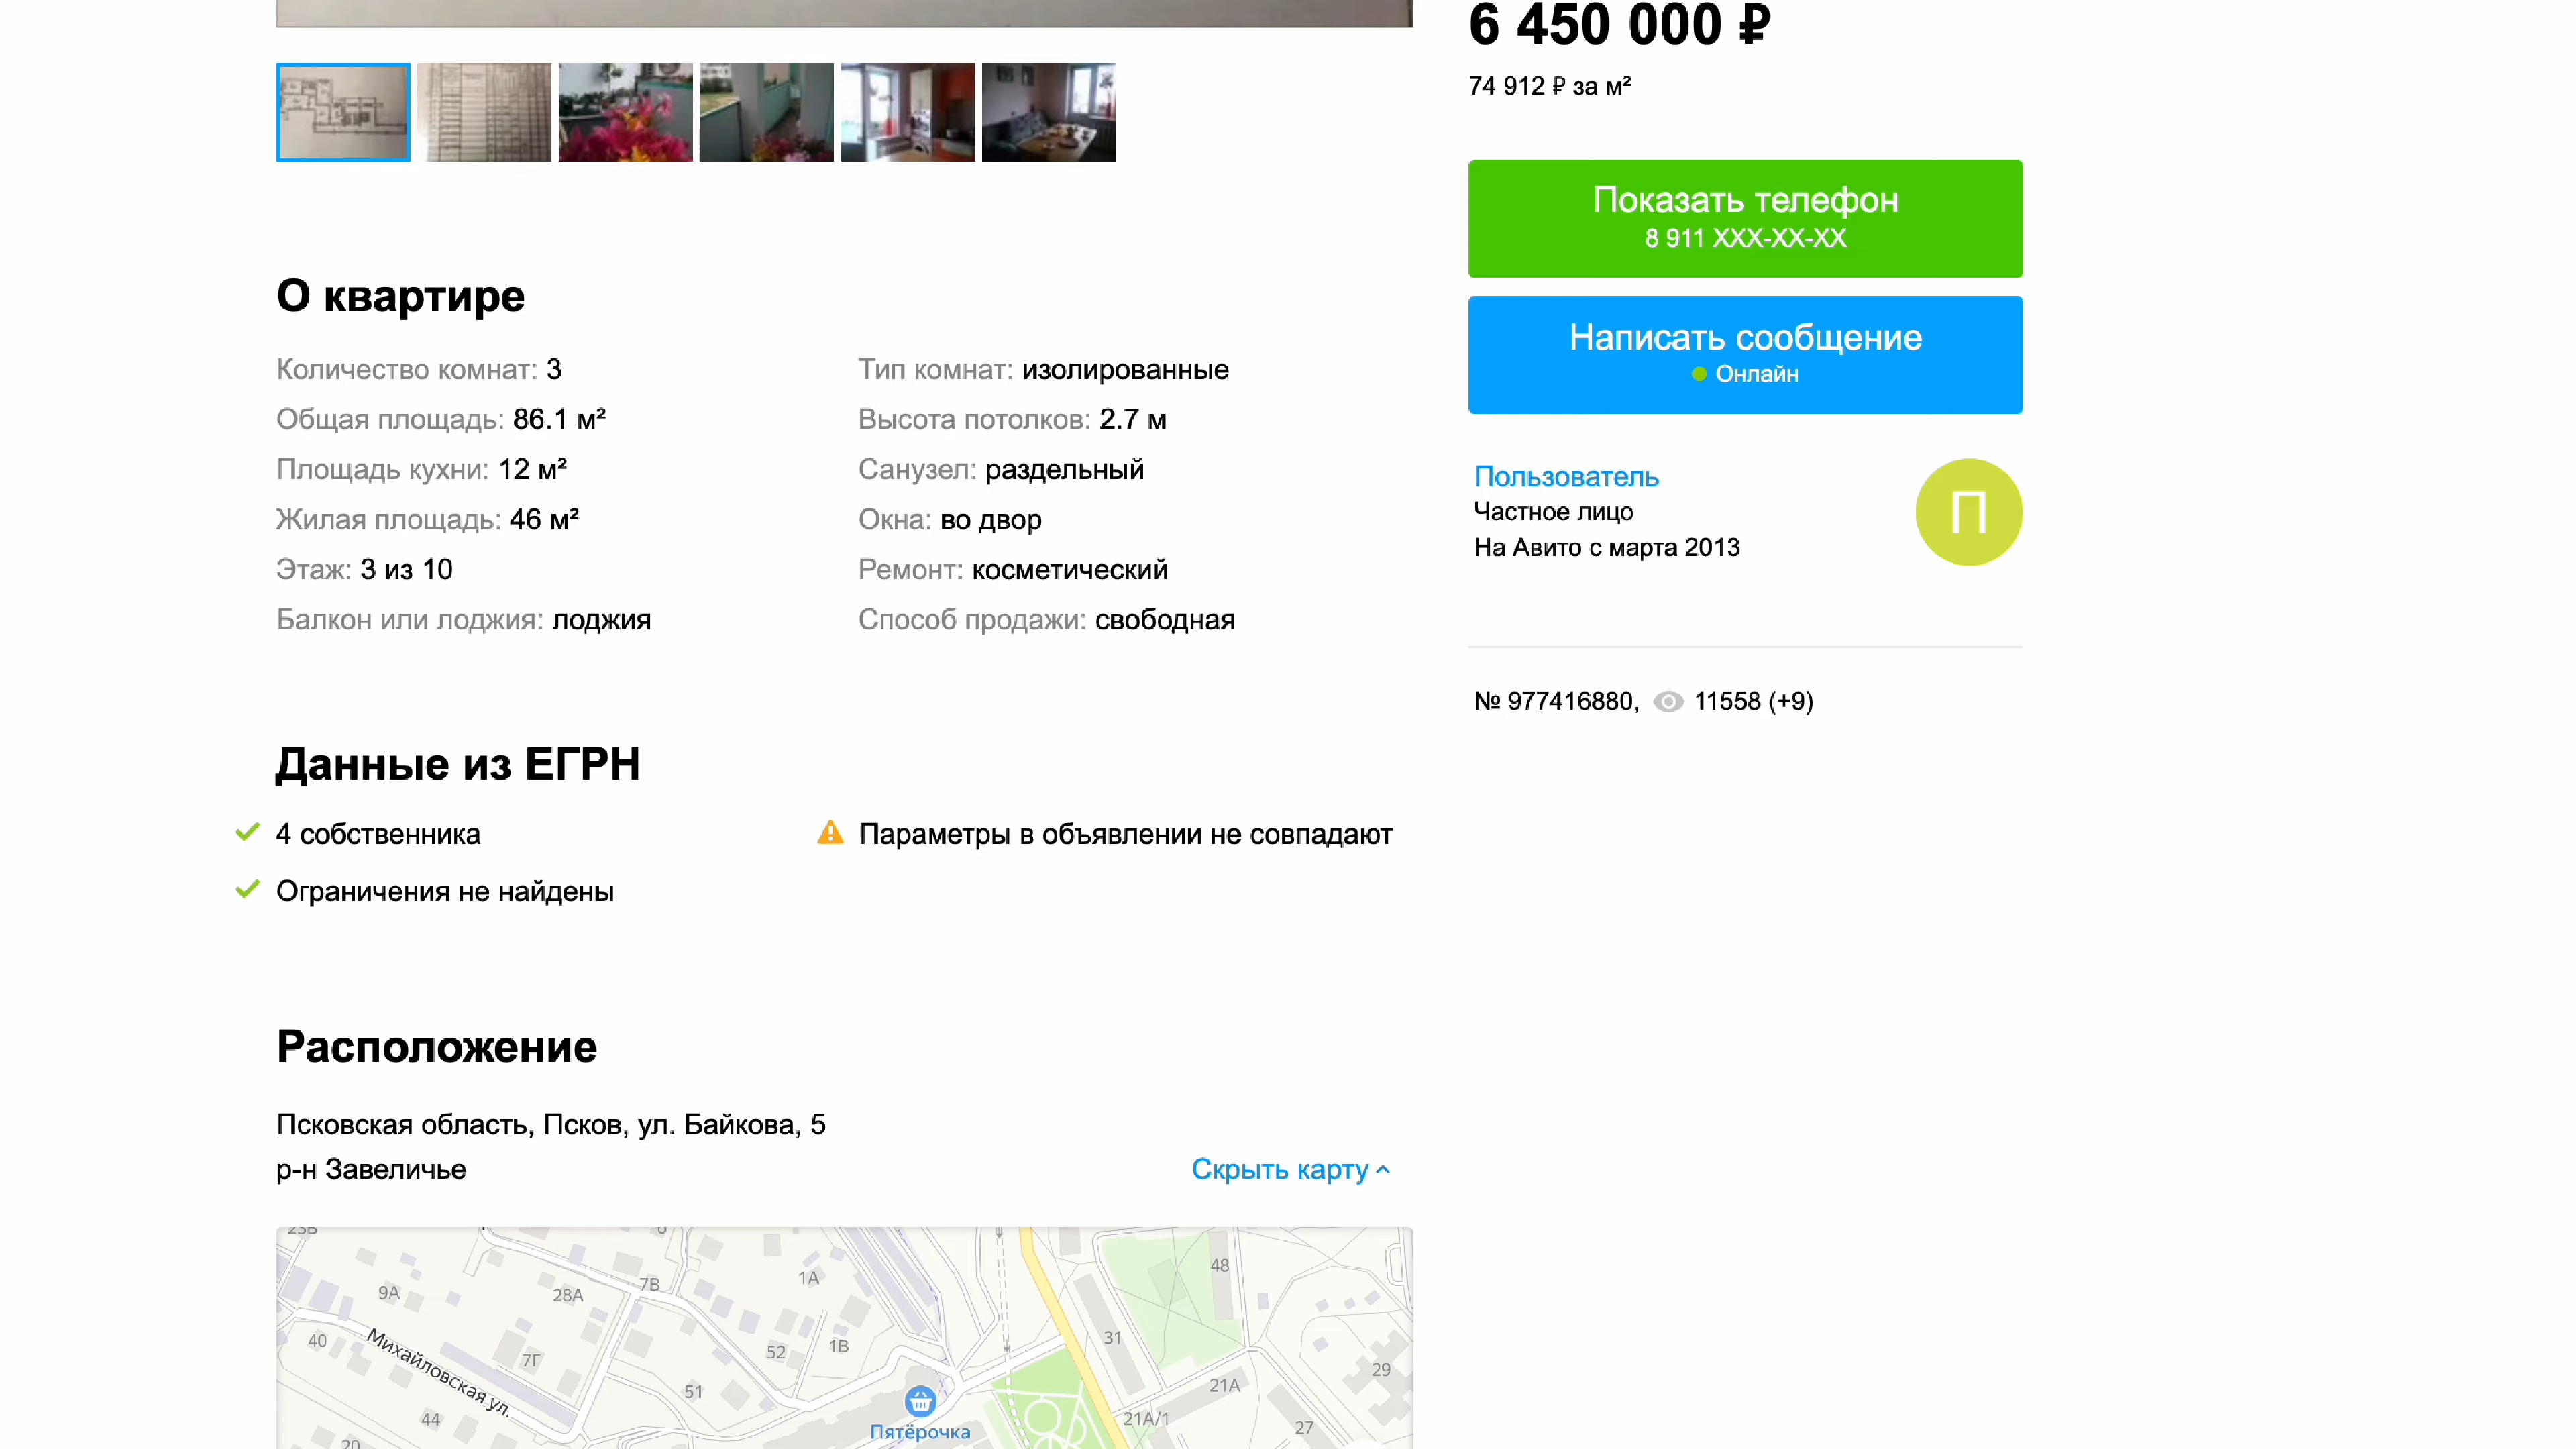 6 450 000 ₽
74 912 ₽ за м²
Показать телефон
8 911 XXX-XX-XX
Написать сообщение
Онлайн
Пользователь
Частное лицо
На Авито с марта 2013
П
№ 977416880, 11558 (+9)
О квартире
Количество комнат: 3
Общая площадь: 86.1 м²
Площадь кухни: 12 м²
Жилая площадь: 46 м²
Этаж: 3 из 10
Балкон или лоджия: лоджия
Тип комнат: изолированные
Высота потолков: 2.7 м
Санузел: раздельный
Окна: во двор
Ремонт: косметический
Способ продажи: свободная
Данные из ЕГРН
4 собственника
Параметры в объявлении не совпадают
Ограничения не найдены
Расположение
Псковская область, Псков, ул. Байкова, 5
р-н Завеличье
Скрыть карту
23В
9А
28А
7В
1А
48
40
Михайловская ул.
7Г
52
1В
31
29
51
21А
44
21А/1
27
20
Пятёрочка